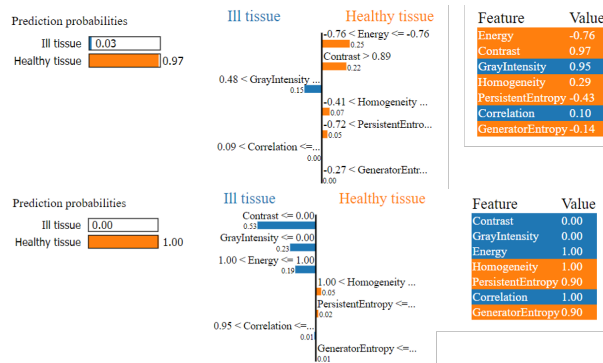 Prediction probabilities
Ill tissue 0.03
Healthy tissue 0.97
Ill tissue Healthy tissue
-0.76 < Energy <= -0.76
0.25
Contrast > 0.89
0.22
0.48 < GrayIntensity ...
0.15
-0.41 < Homogeneity ...
0.07
-0.72 < PersistentEntro...
0.05
0.09 < Correlation <=...
0.00
-0.27 < GeneratorEntr...
0.00
Feature Value
Energy -0.76
Contrast 0.97
GrayIntensity 0.95
Homogeneity 0.29
PersistentEntropy -0.43
Correlation 0.10
GeneratorEntropy -0.14
Prediction probabilities
Ill tissue 0.00
Healthy tissue 1.00
Ill tissue Healthy tissue
Contrast <= 0.00
0.53
GrayIntensity <= 0.00
0.23
1.00 < Energy <= 1.00
0.19
1.00 < Homogeneity ...
0.05
PersistentEntropy <=...
0.02
0.95 < Correlation <=...
0.01
GeneratorEntropy <=...
0.01
Feature Value
Contrast 0.00
GrayIntensity 0.00
Energy 1.00
Homogeneity 1.00
PersistentEntropy 0.90
Correlation 1.00
GeneratorEntropy 0.90